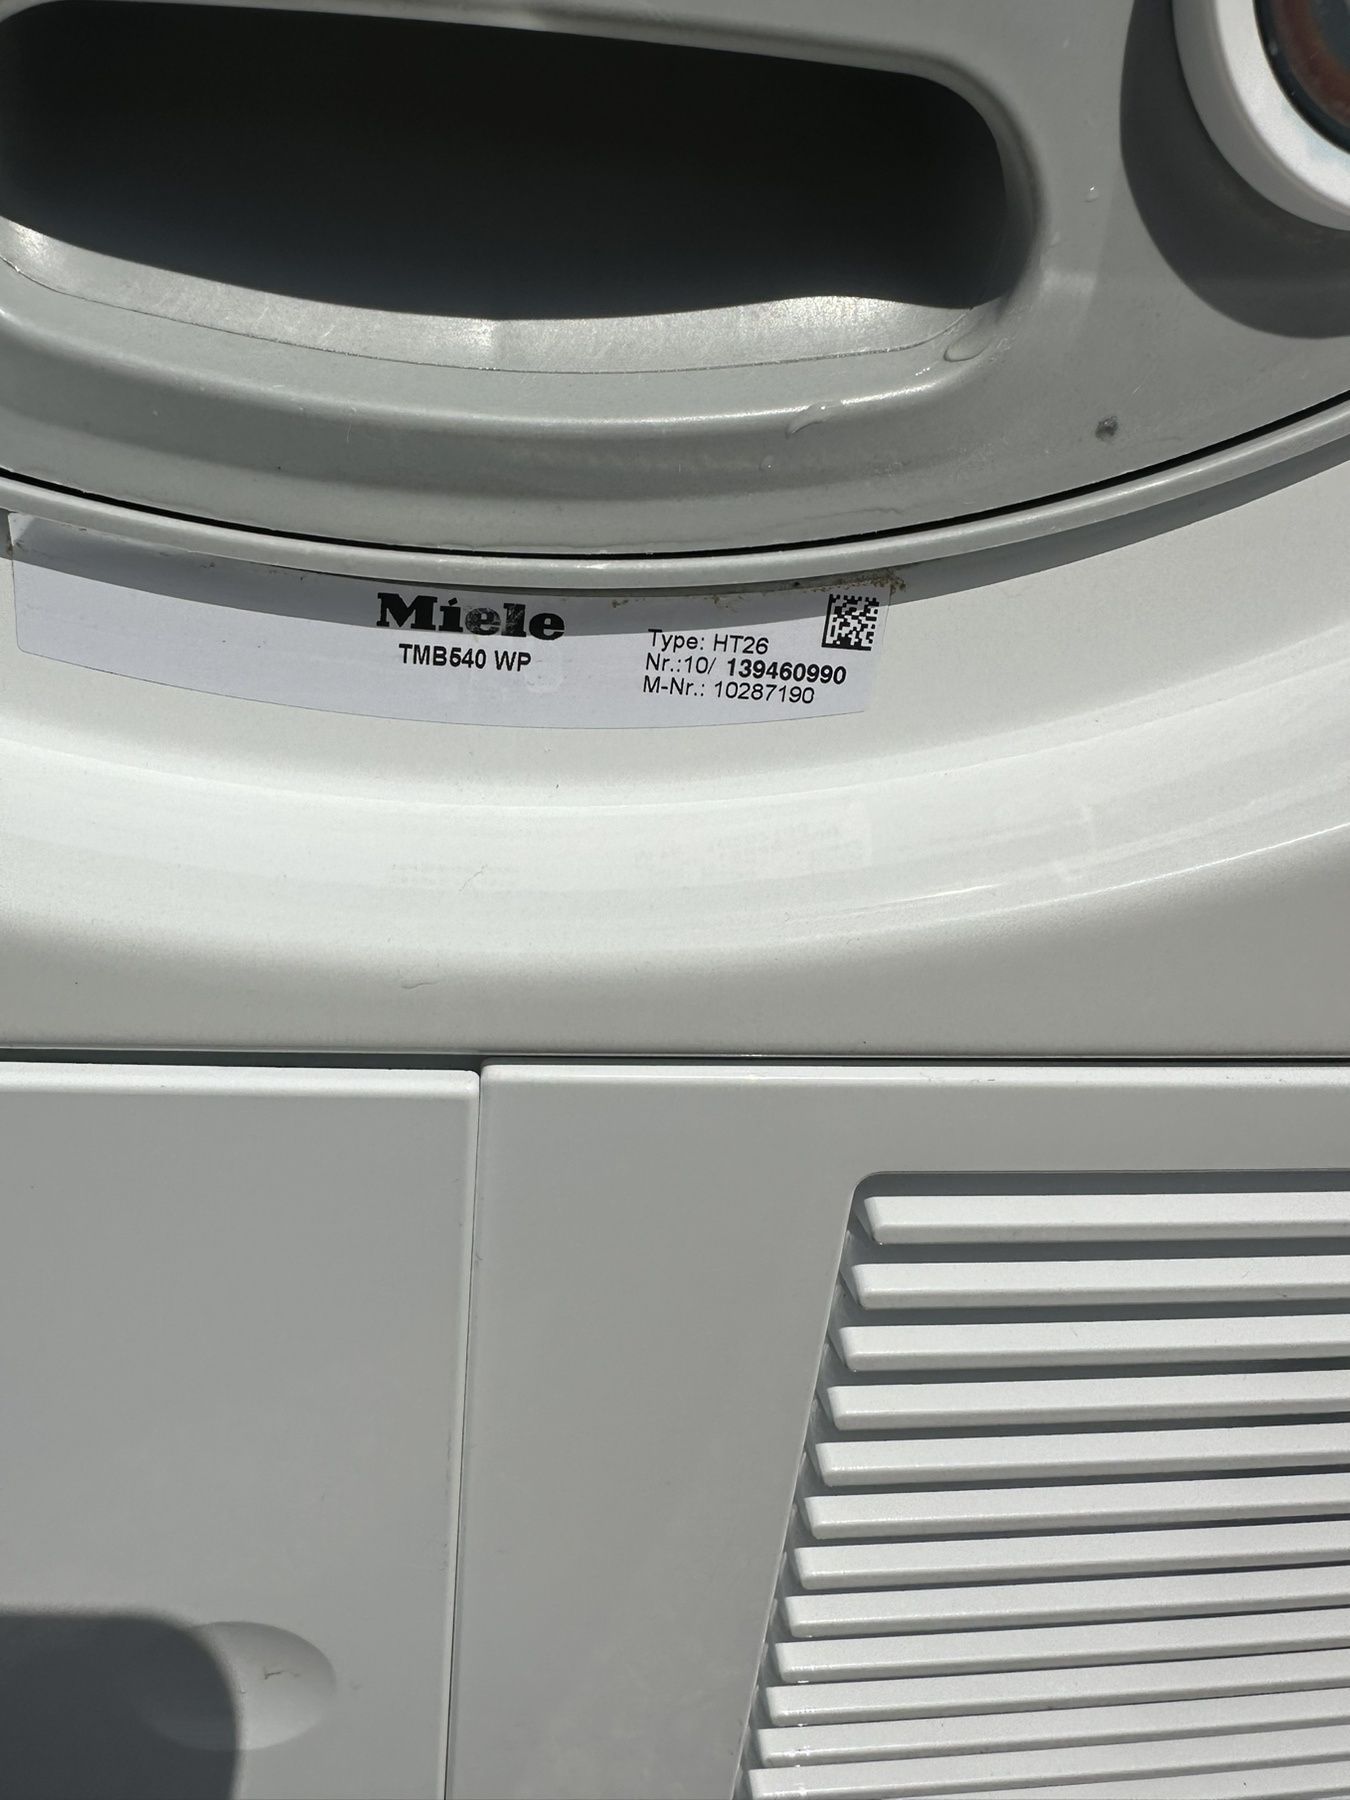 Miele
TMB540 WP
Type: HT26
Nr.:10/ 139460990
M-Nr.: 10287190